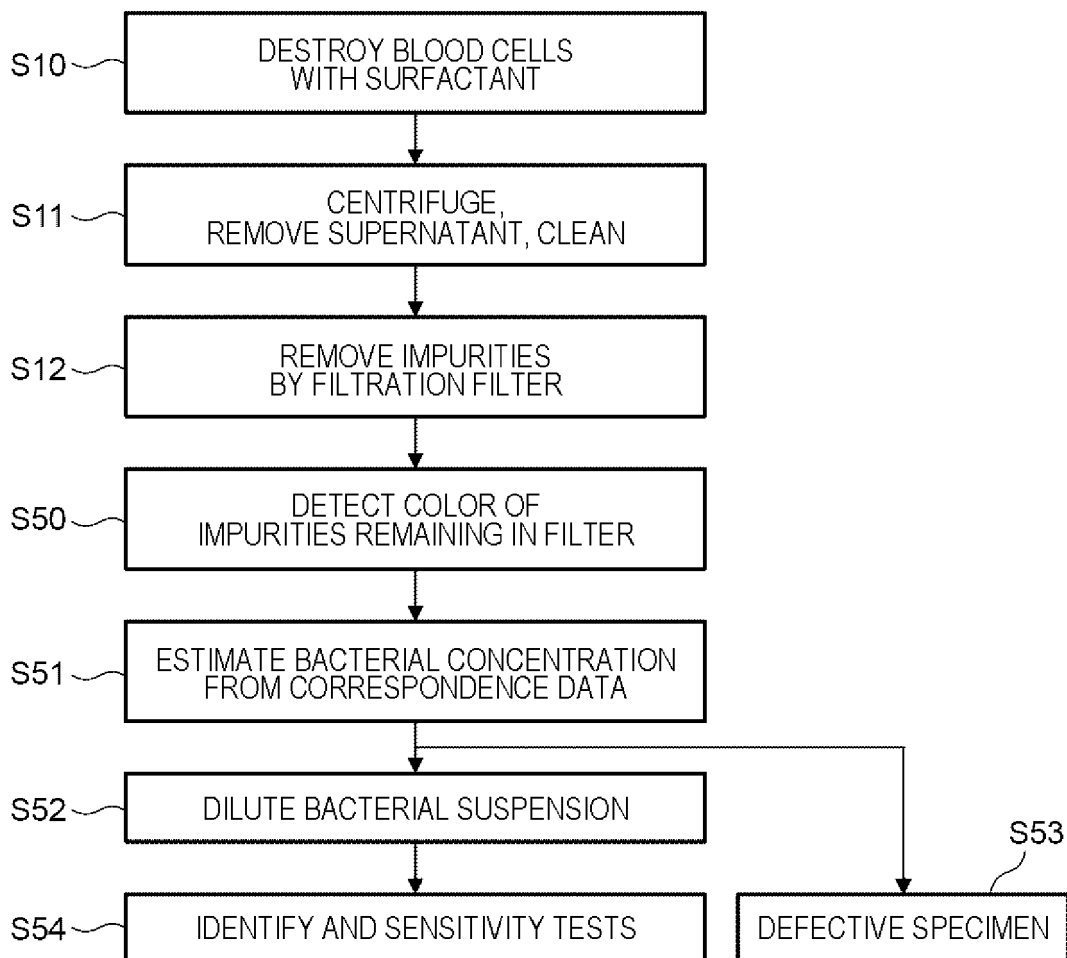 S10
DESTROY BLOOD CELLS
WITH SURFACTANT
S11
CENTRIFUGE,
REMOVE SUPERNATANT, CLEAN
S12
REMOVE IMPURITIES
BY FILTRATION FILTER
S50
DETECT COLOR OF
IMPURITIES REMAINING IN FILTER
S51
ESTIMATE BACTERIAL CONCENTRATION
FROM CORRESPONDENCE DATA
S52
DILUTE BACTERIAL SUSPENSION
S53
S54
IDENTIFY AND SENSITIVITY TESTS
DEFECTIVE SPECIMEN